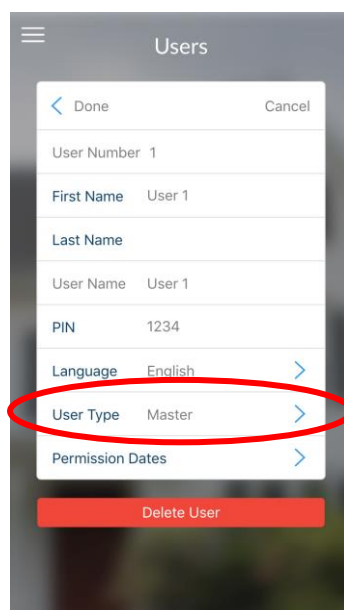 Users
Done Cancel
User Number 1
First Name User 1
Last Name
User Name User 1
PIN 1234
Language English
User Type Master
Permission Dates
Delete User